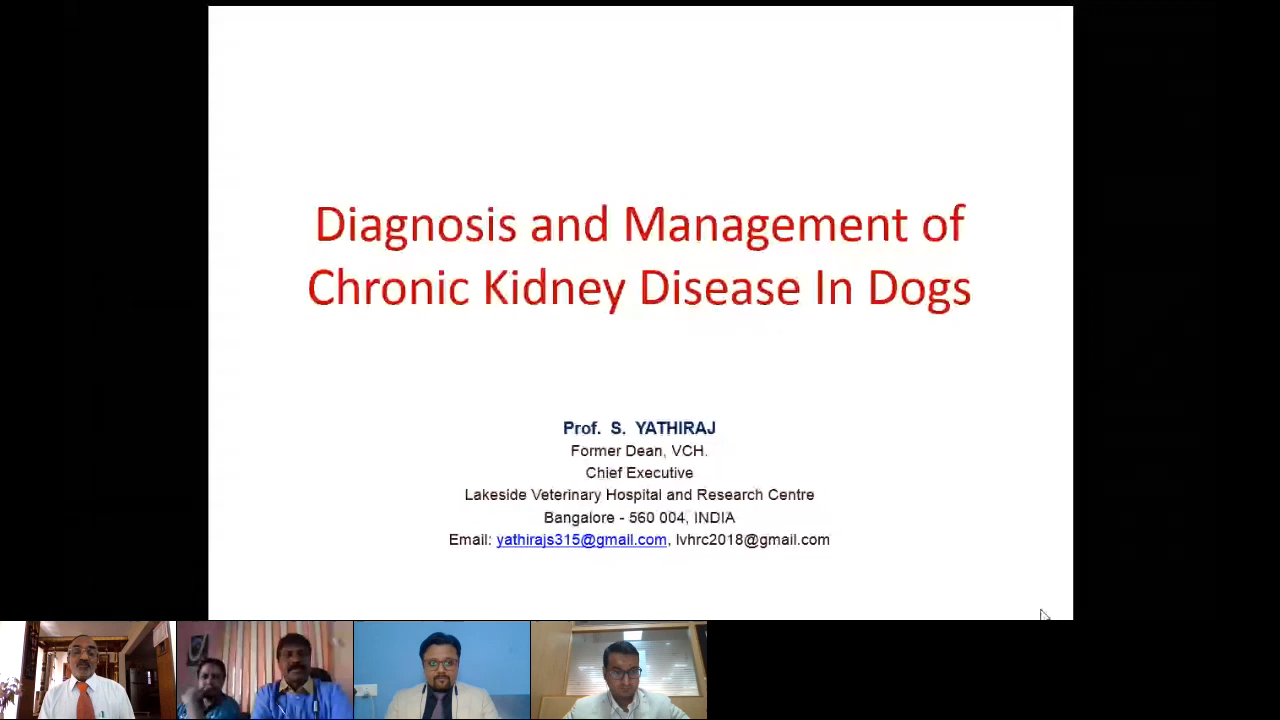 Diagnosis and Management of
Chronic Kidney Disease In Dogs
Prof. S. YATHIRAJ
Former Dean, VCH.
Chief Executive
Lakeside Veterinary Hospital and Research Centre
Bangalore - 560 004, INDIA
Email: yathirajs315@gmail.com, lvhrc2018@gmail.com